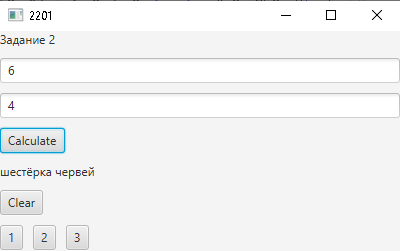 2201
Задание 2
6
4
Calculate
шестёрка червей
Clear
1 2 3